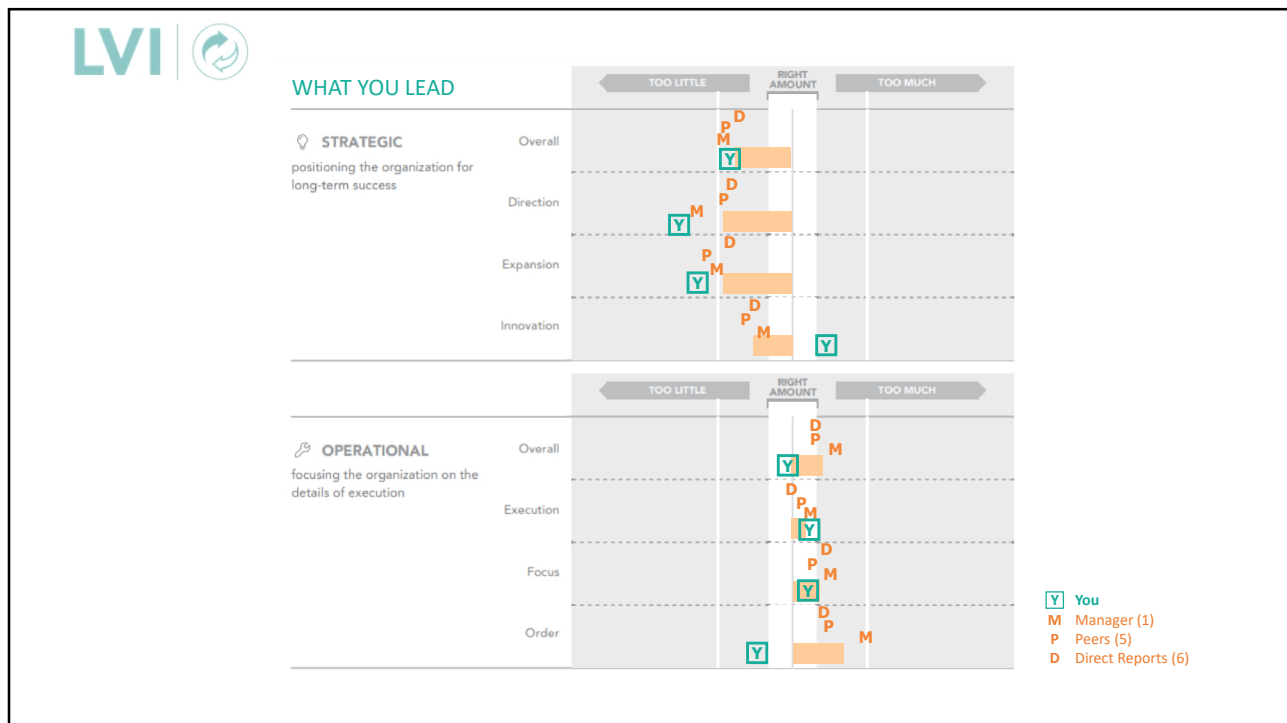 LVI
WHAT YOU LEAD
TOO LITTLE
RIGHT
AMOUNT
TOO MUCH
STRATEGIC
positioning the organization for
long-term success
Overall
D
P
M
Y
Direction
D
P
M
Y
Expansion
D
P
M
Y
Innovation
D
P
M
Y
TOO LITTLE
RIGHT
AMOUNT
TOO MUCH
OPERATIONAL
focusing the organization on the
details of execution
Overall
D
P
M
Y
Execution
D
P
M
Y
Focus
D
P
M
Y
Order
D
P
M
Y
Y You
M Manager (1)
P Peers (5)
D Direct Reports (6)